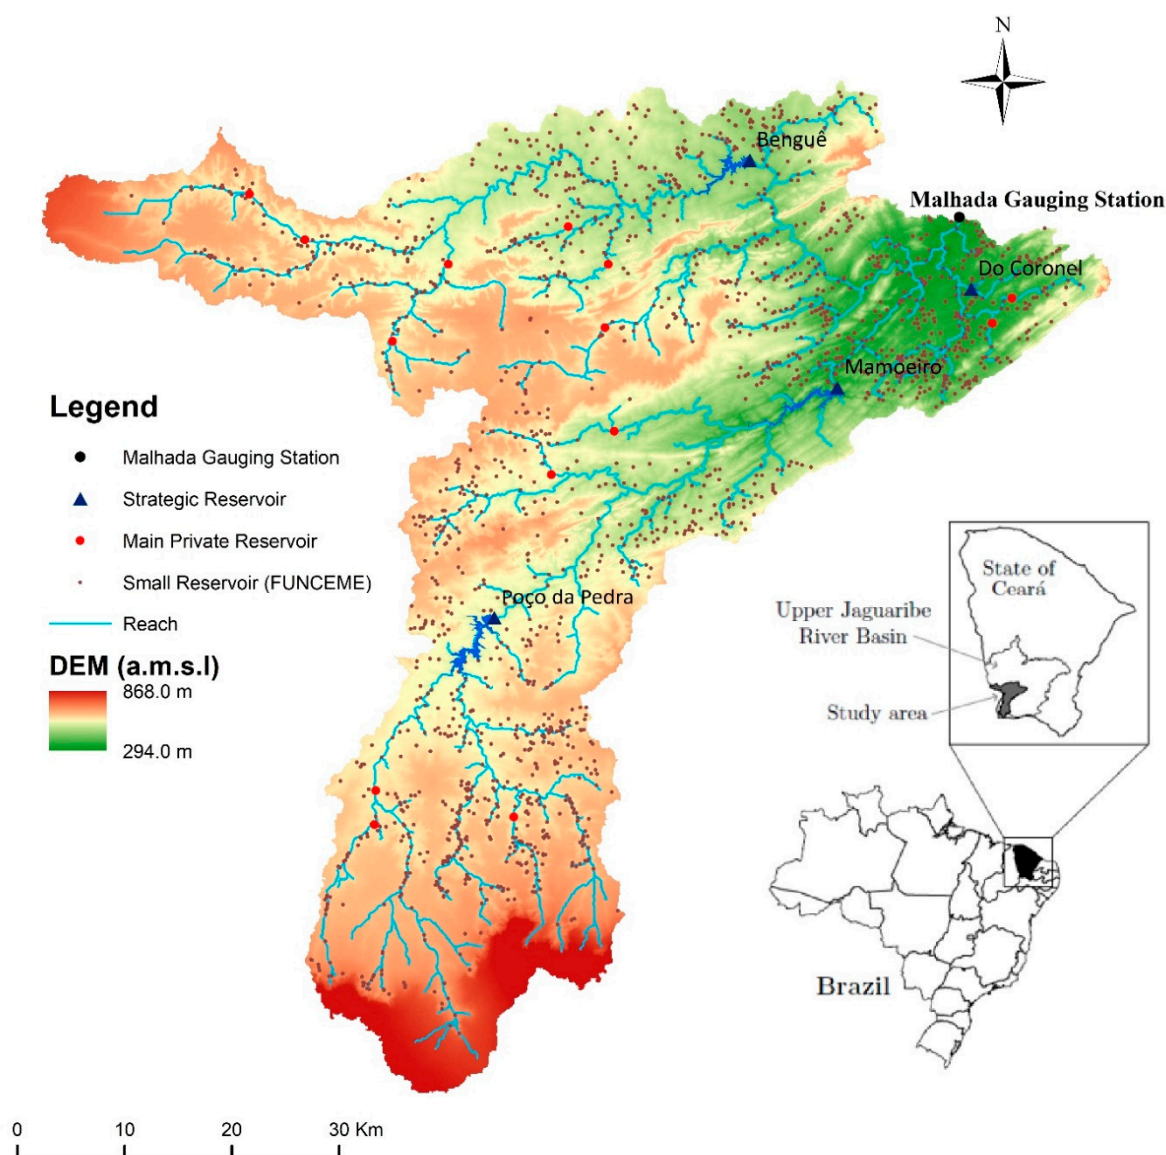 N
Benguê
Malhada Gauging Station
Do Coronel
Mamoeiro
Legend
Malhada Gauging Station
Strategic Reservoir
Main Private Reservoir
Small Reservoir (FUNCEME)
Reach
DEM (a.m.s.l)
868.0 m
294.0 m
Poço da Pedra
State of
Ceará
Upper Jaguaribe
River Basin
Study area
Brazil
0 10 20 30 Km